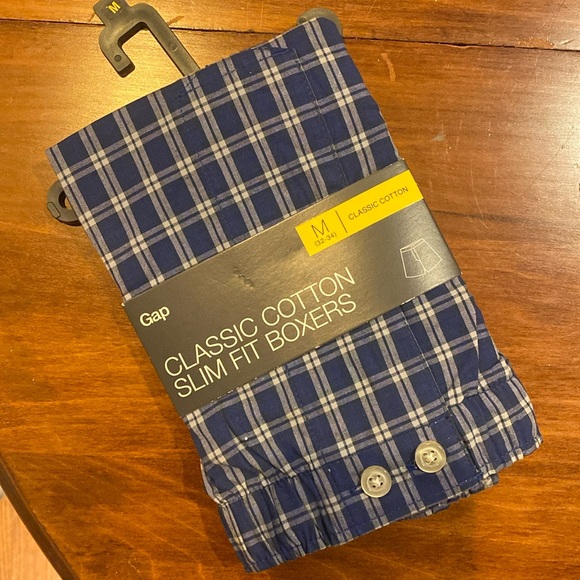 M
M
(32-34)
CLASSIC COTTON
Gap
CLASSIC COTTON
SLIM FIT BOXERS